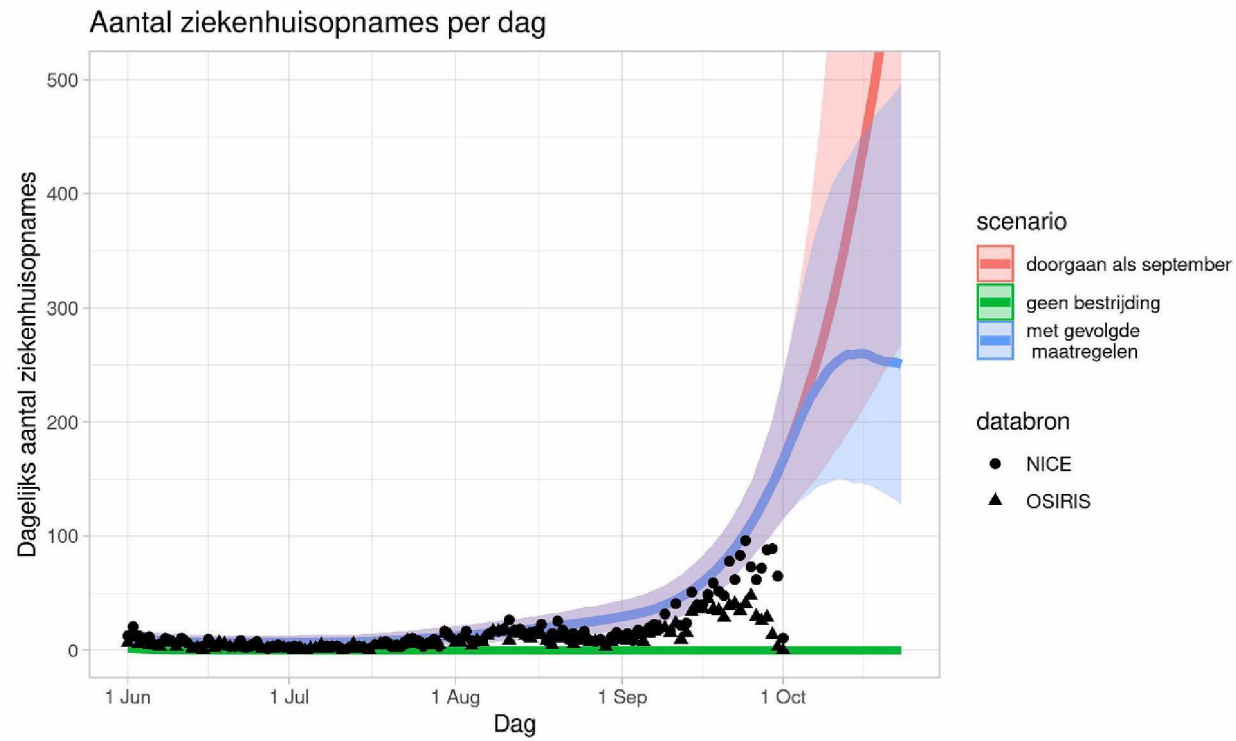 Aantal ziekenhuisopnames per dag
Dagelijks aantal ziekenhuisopnames
500
400
300
200
100
0
1 Jun
1 Jul
1 Aug
1 Sep
1 Oct
Dag
scenario
doorgaan als september
geen bestrijding
met gevolgde
maatregelen
databron
NICE
OSIRIS